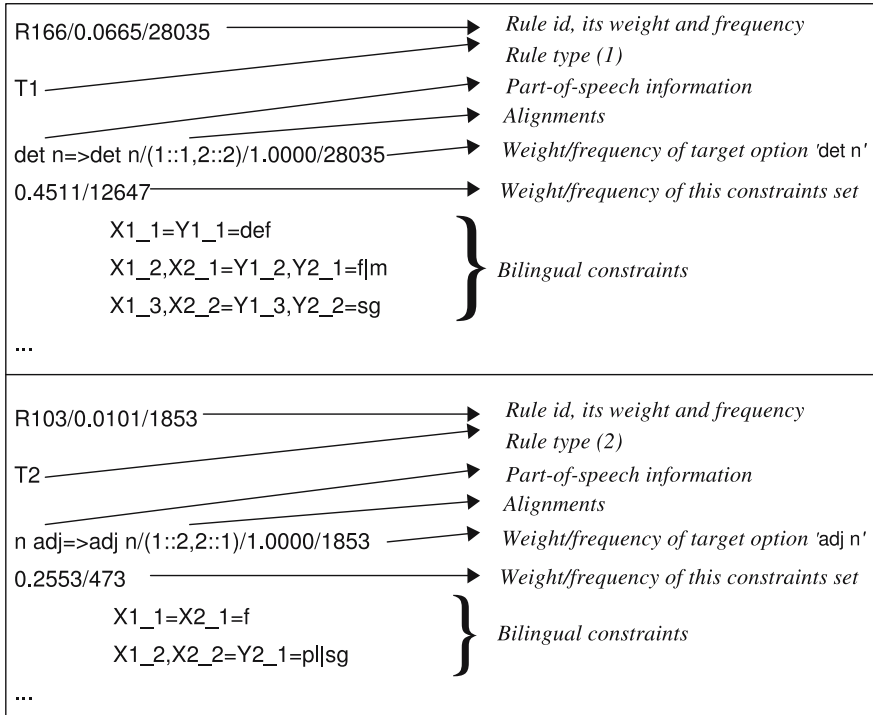 R166/0.0665/28035 Rule id, its weight and frequency
Rule type (1)
T1 Part-of-speech information
Alignments
det n=>det n/(1::1,2::2)/1.0000/28035 Weight/frequency of target option 'det n'
0.4511/12647 Weight/frequency of this constraints set
X1_1=Y1_1=def
X1_2,X2_1=Y1_2,Y2_1=f|m } Bilingual constraints
X1_3,X2_2=Y1_3,Y2_2=sg
...
R103/0.0101/1853 Rule id, its weight and frequency
Rule type (2)
T2 Part-of-speech information
Alignments
n adj=>adj n/(1::2,2::1)/1.0000/1853 Weight/frequency of target option 'adj n'
0.2553/473 Weight/frequency of this constraints set
X1_1=X2_1=f
X1_2,X2_2=Y2_1=pl|sg } Bilingual constraints
...